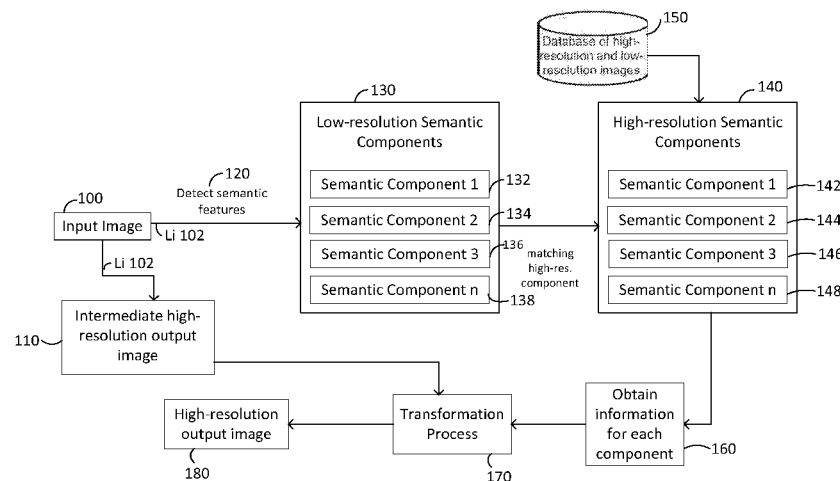 150
Database of high-
resolution and low-
resolution images
130
Low-resolution Semantic
Components
Semantic Component 1
132
Semantic Component 2
134
Semantic Component 3
136
Semantic Component n
138
140
High-resolution Semantic
Components
Semantic Component 1
142
Semantic Component 2
144
Semantic Component 3
146
Semantic Component n
148
120
Detect semantic
features
100
Input Image
Li 102
Li 102
matching
high-res.
component
Intermediate high-
resolution output
image
110
High-resolution
output image
180
Transformation
Process
170
Obtain
information
for each
component
160